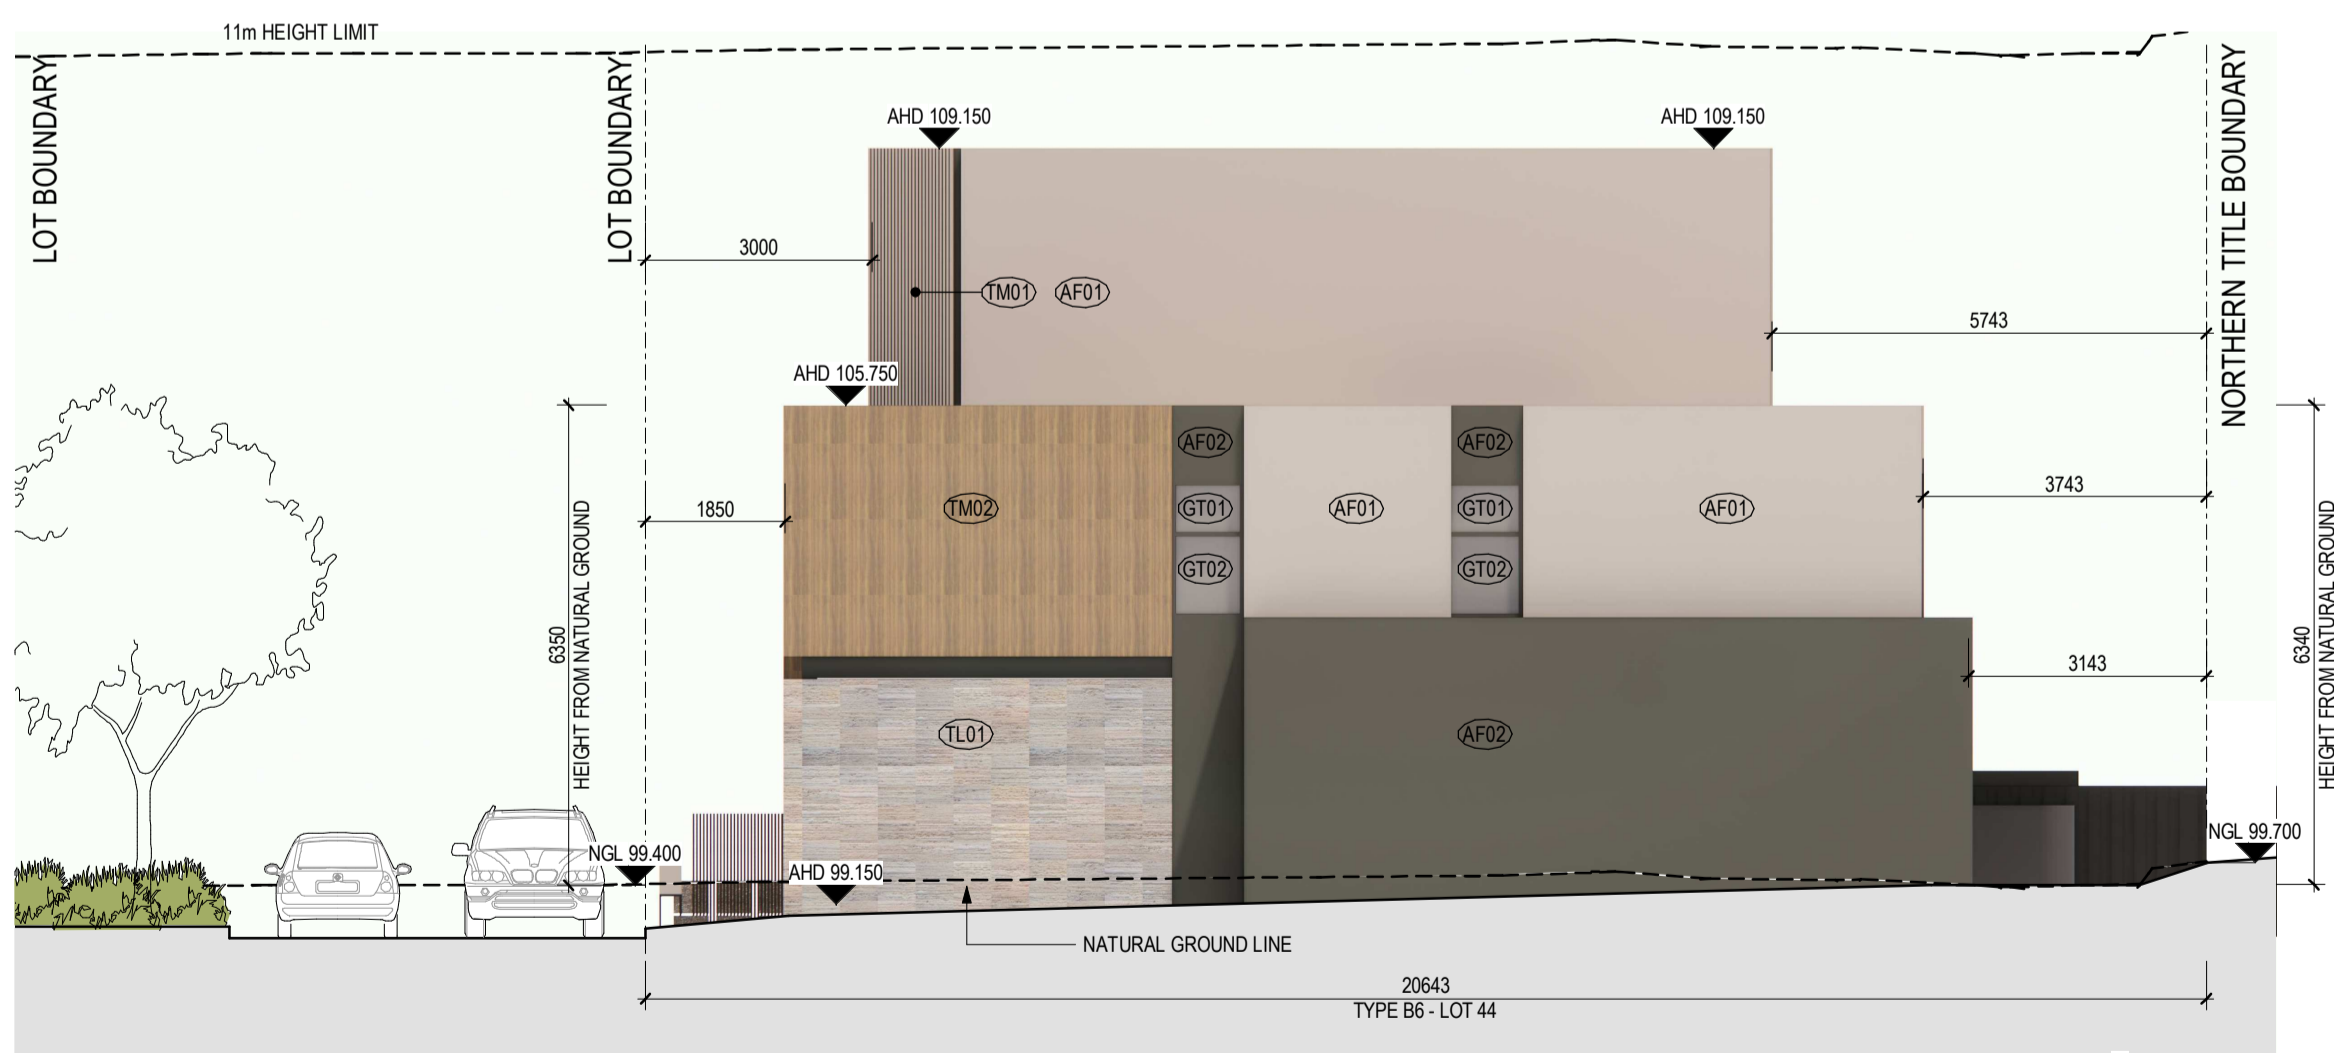 11m HEIGHT LIMIT
LOT BOUNDARY
LOT BOUNDARY
NORTHERN TITLE BOUNDARY
AHD 109.150
AHD 109.150
3000
TM01
AF01
5743
AHD 105.750
AF02
AF02
3743
1850
TM02
GT01
AF01
GT01
AF01
GT02
GT02
6350
HEIGHT FROM NATURAL GROUND
6340
HEIGHT FROM NATURAL GROUND
3143
TL01
AF02
NGL 99.400
AHD 99.150
NGL 99.700
NATURAL GROUND LINE
20643
TYPE B6 - LOT 44